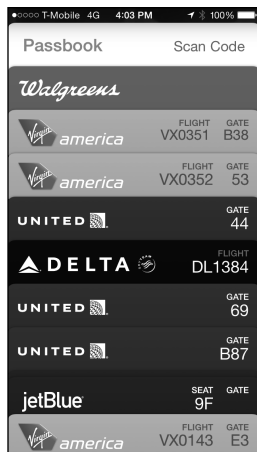 T-Mobile 4G 4:03 PM 100%
Passbook Scan Code
Walgreens
Virgin america FLIGHT VX0351 GATE B38
Virgin america FLIGHT VX0352 GATE 53
UNITED GATE 44
DELTA FLIGHT DL1384
UNITED GATE 69
UNITED GATE B87
jetBlue SEAT 9F GATE
Virgin america FLIGHT VX0143 GATE E3